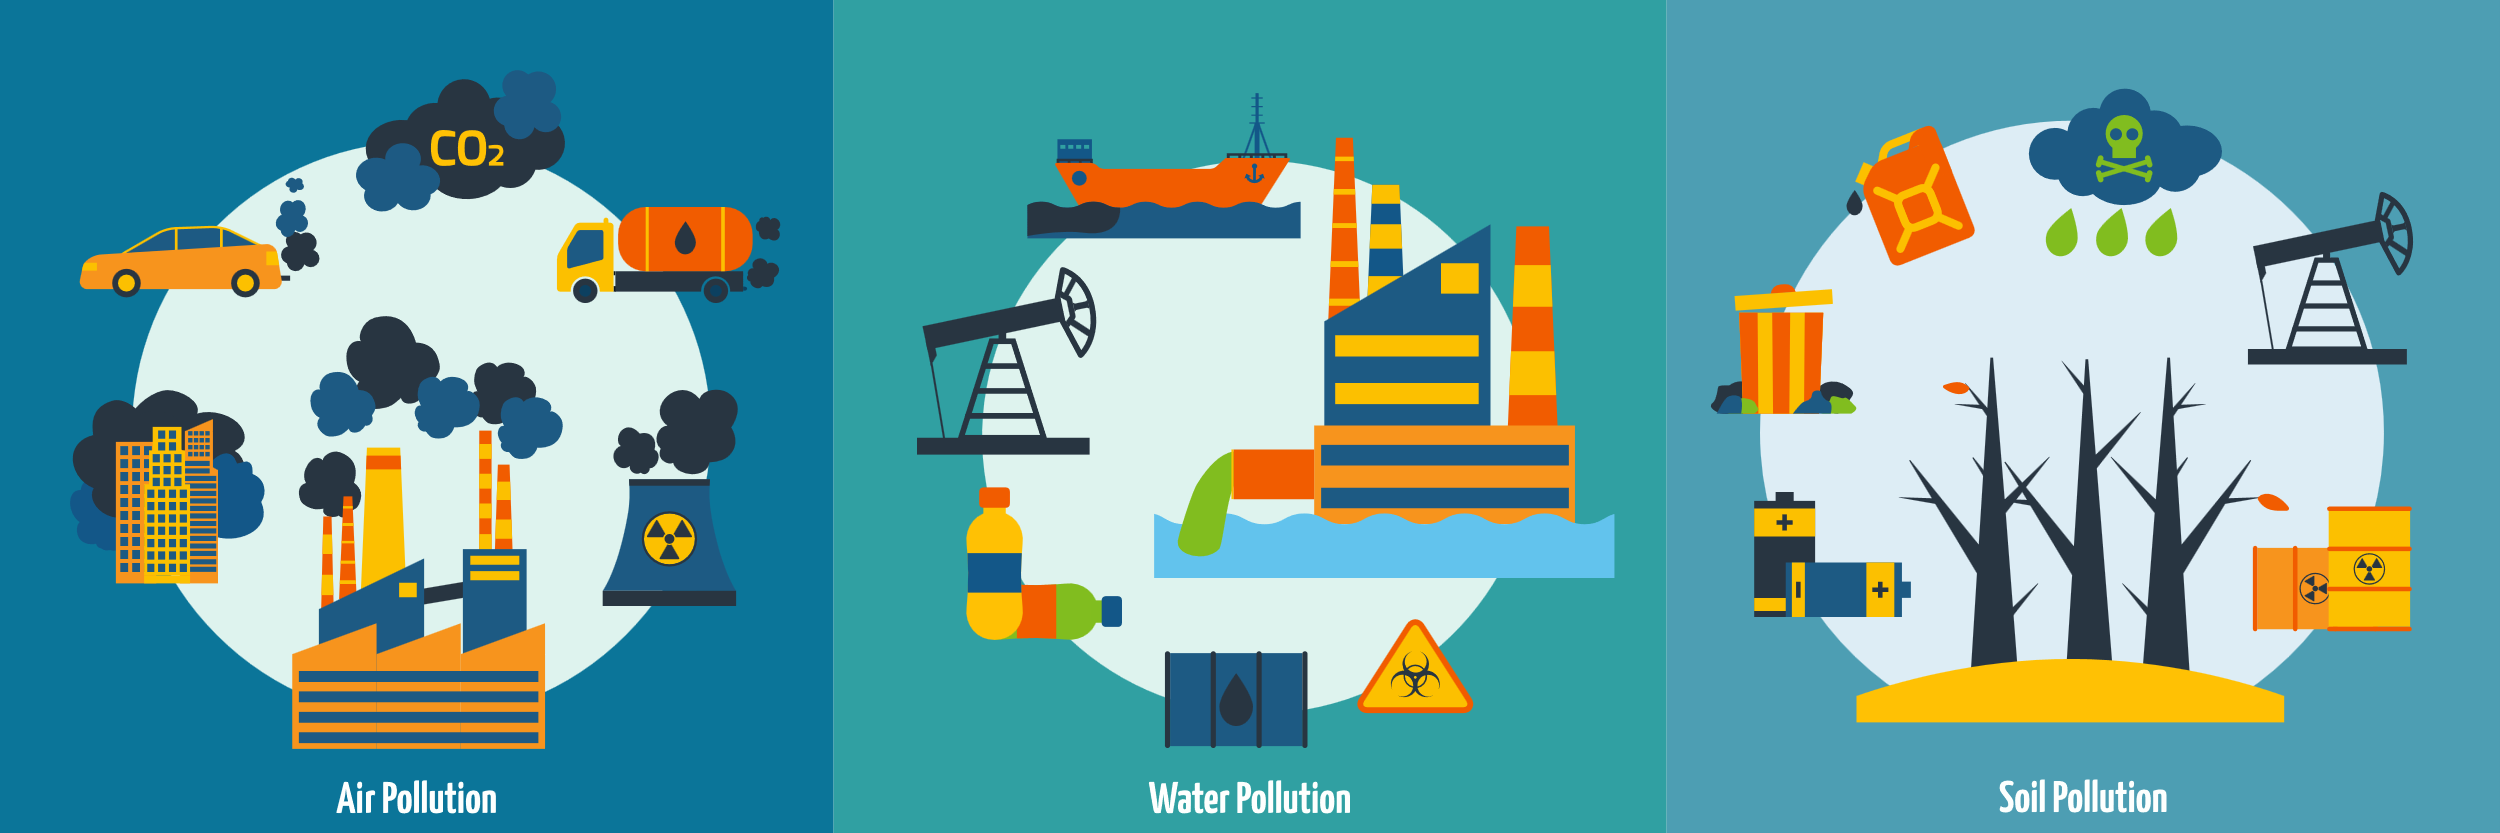 CO₂
Air Pollution
Water Pollution
Soil Pollution